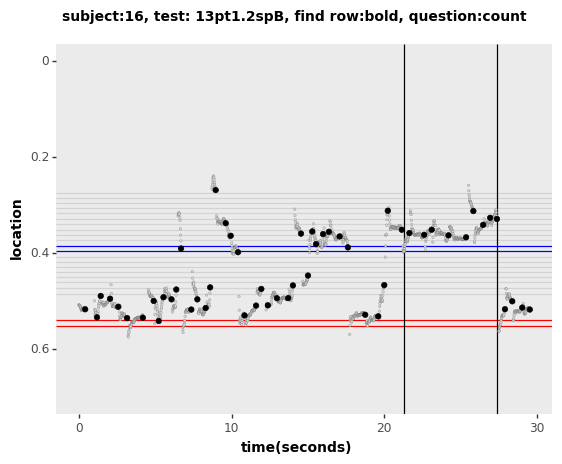 subject:16, test: 13pt1.2spB, find row:bold, question:count
0
0.2
0.4
0.6
location
0
10
20
30
time(seconds)